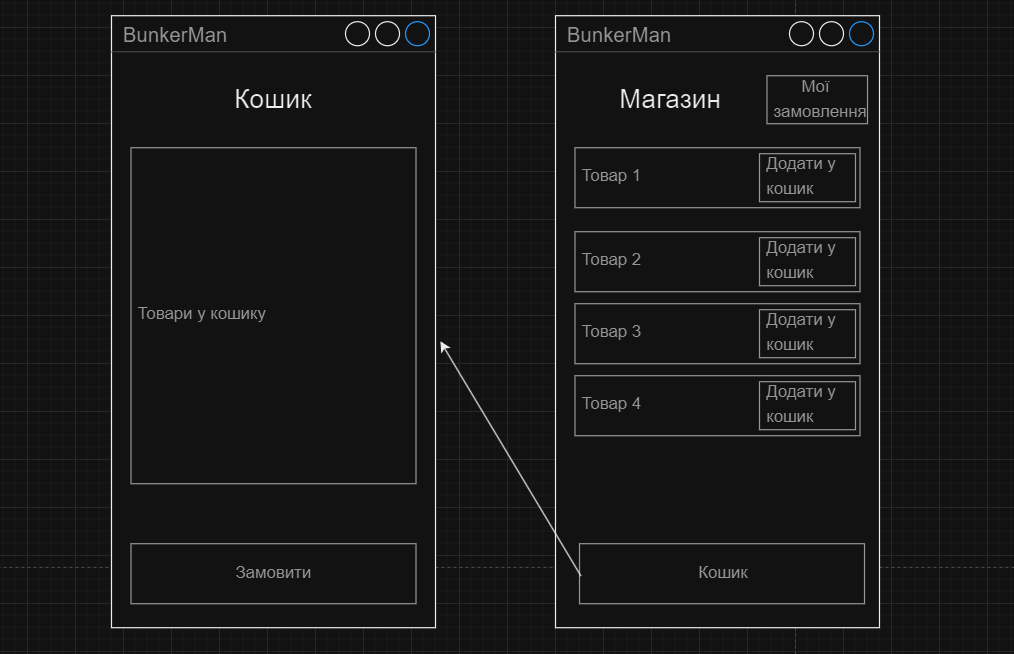 BunkerMan
Кошик
Товари у кошику
Замовити
BunkerMan
Магазин
Мої
замовлення
Товар 1
Додати у
кошик
Товар 2
Додати у
кошик
Товар 3
Додати у
кошик
Товар 4
Додати у
кошик
Кошик